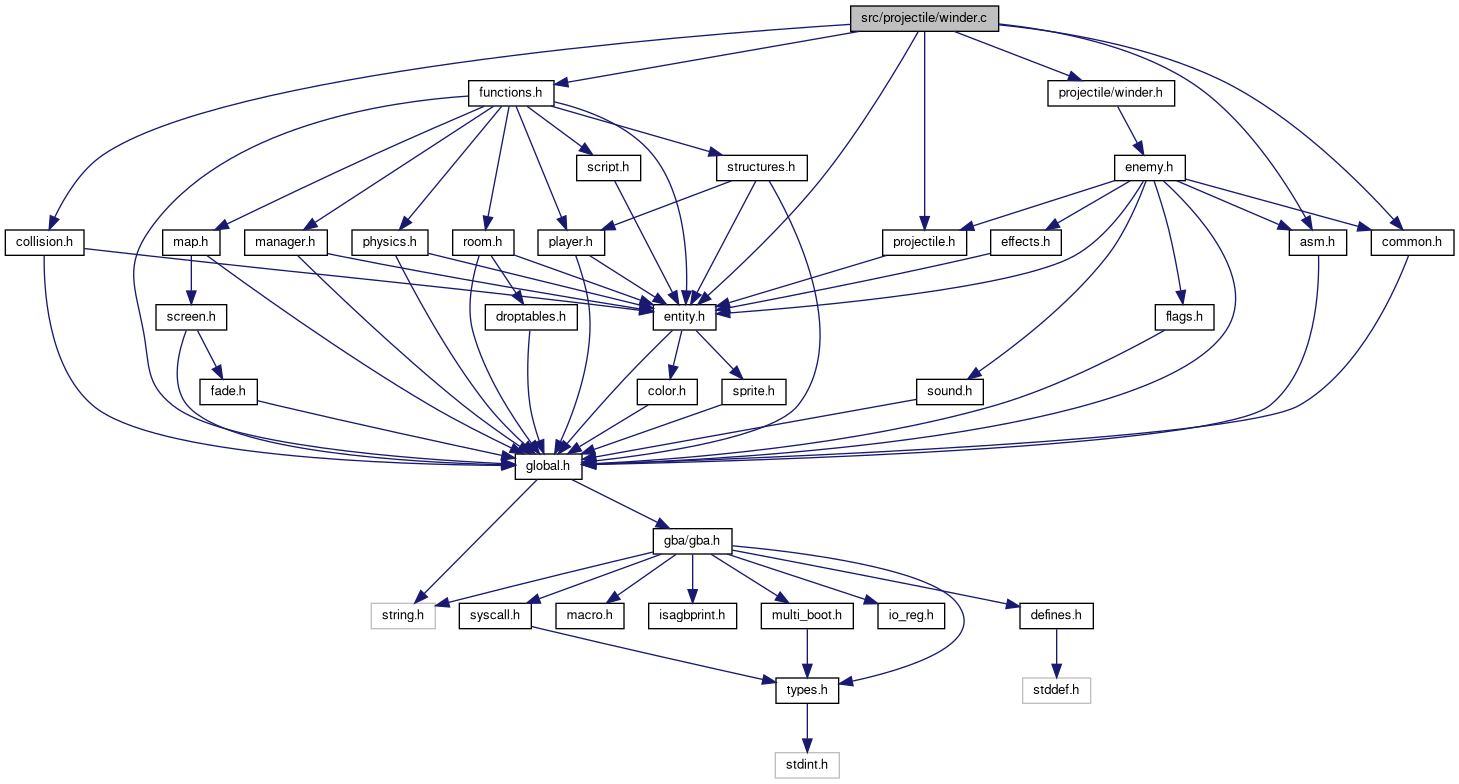 src/projectile/winder.c
functions.h
projectile/winder.h
script.h
structures.h
enemy.h
collision.h
map.h
manager.h
physics.h
room.h
player.h
projectile.h
effects.h
asm.h
common.h
screen.h
droptables.h
entity.h
flags.h
fade.h
color.h
sprite.h
sound.h
global.h
gba/gba.h
string.h
syscall.h
macro.h
isagbprint.h
multi_boot.h
io_reg.h
defines.h
types.h
stddef.h
stdint.h